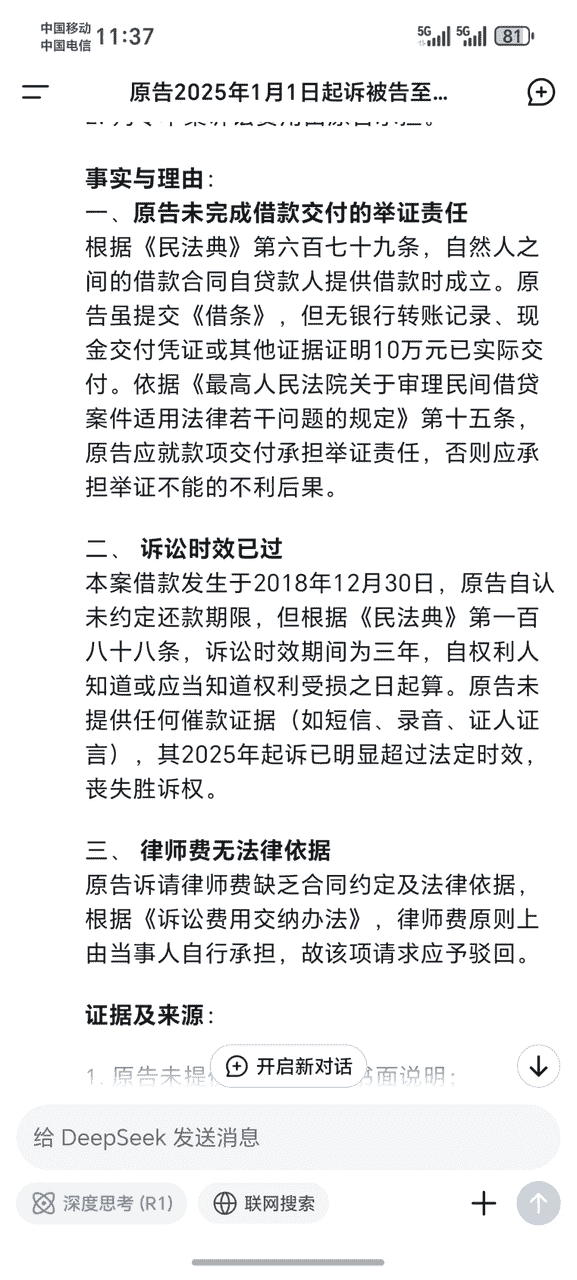 中国移动
中国电信
11:37
5G 5G 81
原告2025年1月1日起诉被告至...
事实与理由：
一、原告未完成借款交付的举证责任
根据《民法典》第六百七十九条，自然人之
间的借款合同自贷款人提供借款时成立。原
告虽提交《借条》，但无银行转账记录、现
金交付凭证或其他证据证明10万元已实际交
付。依据《最高人民法院关于审理民间借贷
案件适用法律若干问题的规定》第十五条，
原告应就款项交付承担举证责任，否则应承
担举证不能的不利后果。
二、 诉讼时效已过
本案借款发生于2018年12月30日，原告自认
未约定还款期限，但根据《民法典》第一百
八十八条，诉讼时效期间为三年，自权利人
知道或应当知道权利受损之日起算。原告未
提供任何催款证据（如短信、录音、证人证
言），其2025年起诉已明显超过法定时效，
丧失胜诉权。
三、 律师费无法律依据
原告诉请律师费缺乏合同约定及法律依据，
根据《诉讼费用交纳办法》，律师费原则上
由当事人自行承担，故该项请求应予驳回。
证据及来源：
1. 原告未提 书面说明；
开启新对话
给 DeepSeek 发送消息
深度思考 (R1) 联网搜索